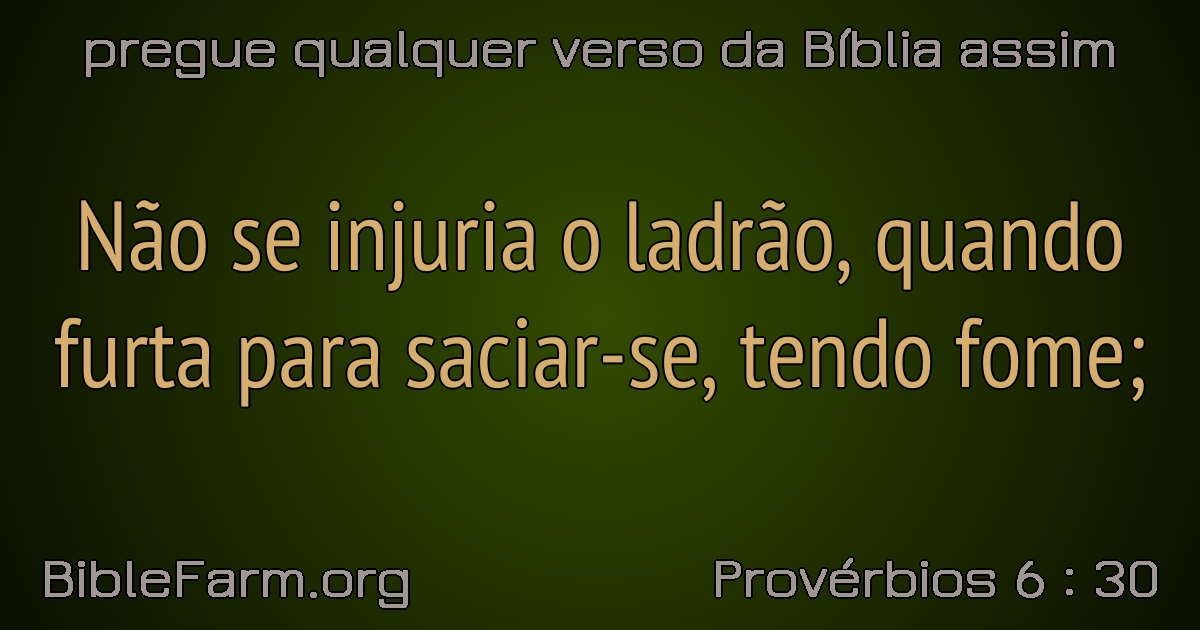 pregue qualquer verso da Bíblia assim
Não se injuria o ladrão, quando
furta para saciar-se, tendo fome;
BibleFarm.org
Provérbios 6 : 30